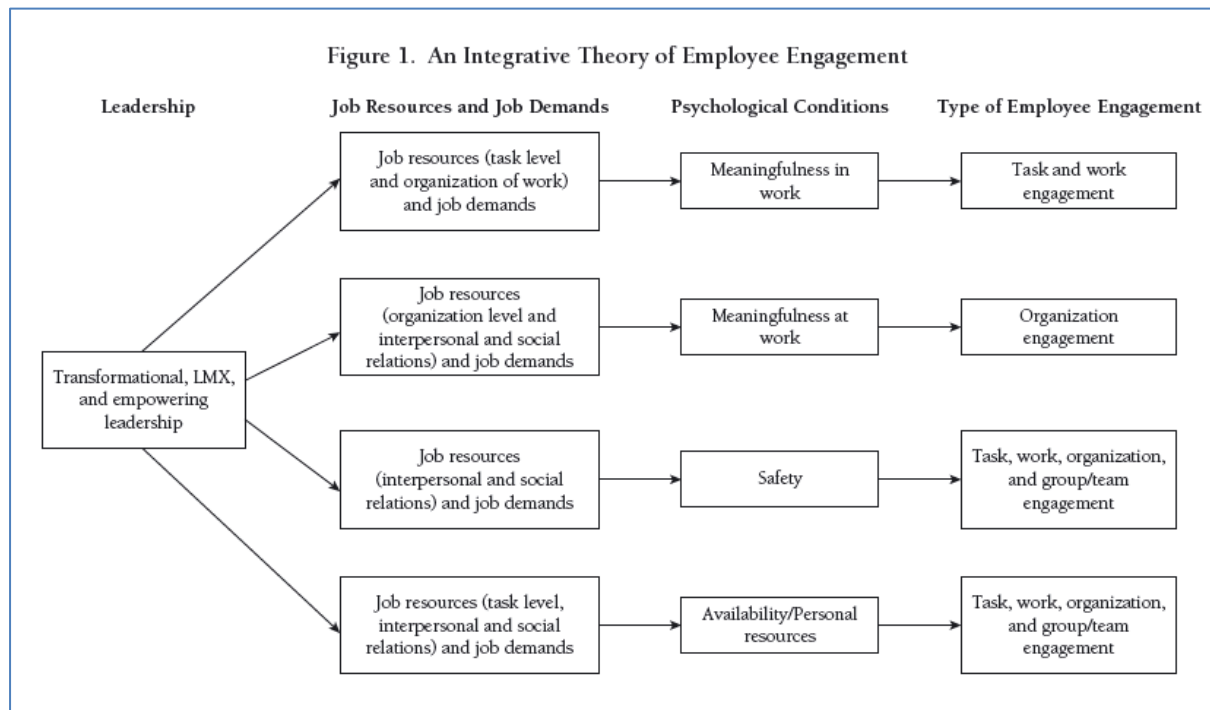 Figure 1. An Integrative Theory of Employee Engagement
Leadership
Job Resources and Job Demands
Psychological Conditions
Type of Employee Engagement
Job resources (task level
and organization of work)
and job demands
Meaningfulness in
work
Task and work
engagement
Job resources
(organization level and
interpersonal and social
relations) and job demands
Meaningfulness at
work
Organization
engagement
Transformational, LMX,
and empowering
leadership
Job resources
(interpersonal and social
relations) and job demands
Safety
Task, work, organization,
and group/team
engagement
Job resources (task level,
interpersonal and social
relations) and job demands
Availability/Personal
resources
Task, work, organization,
and group/team
engagement